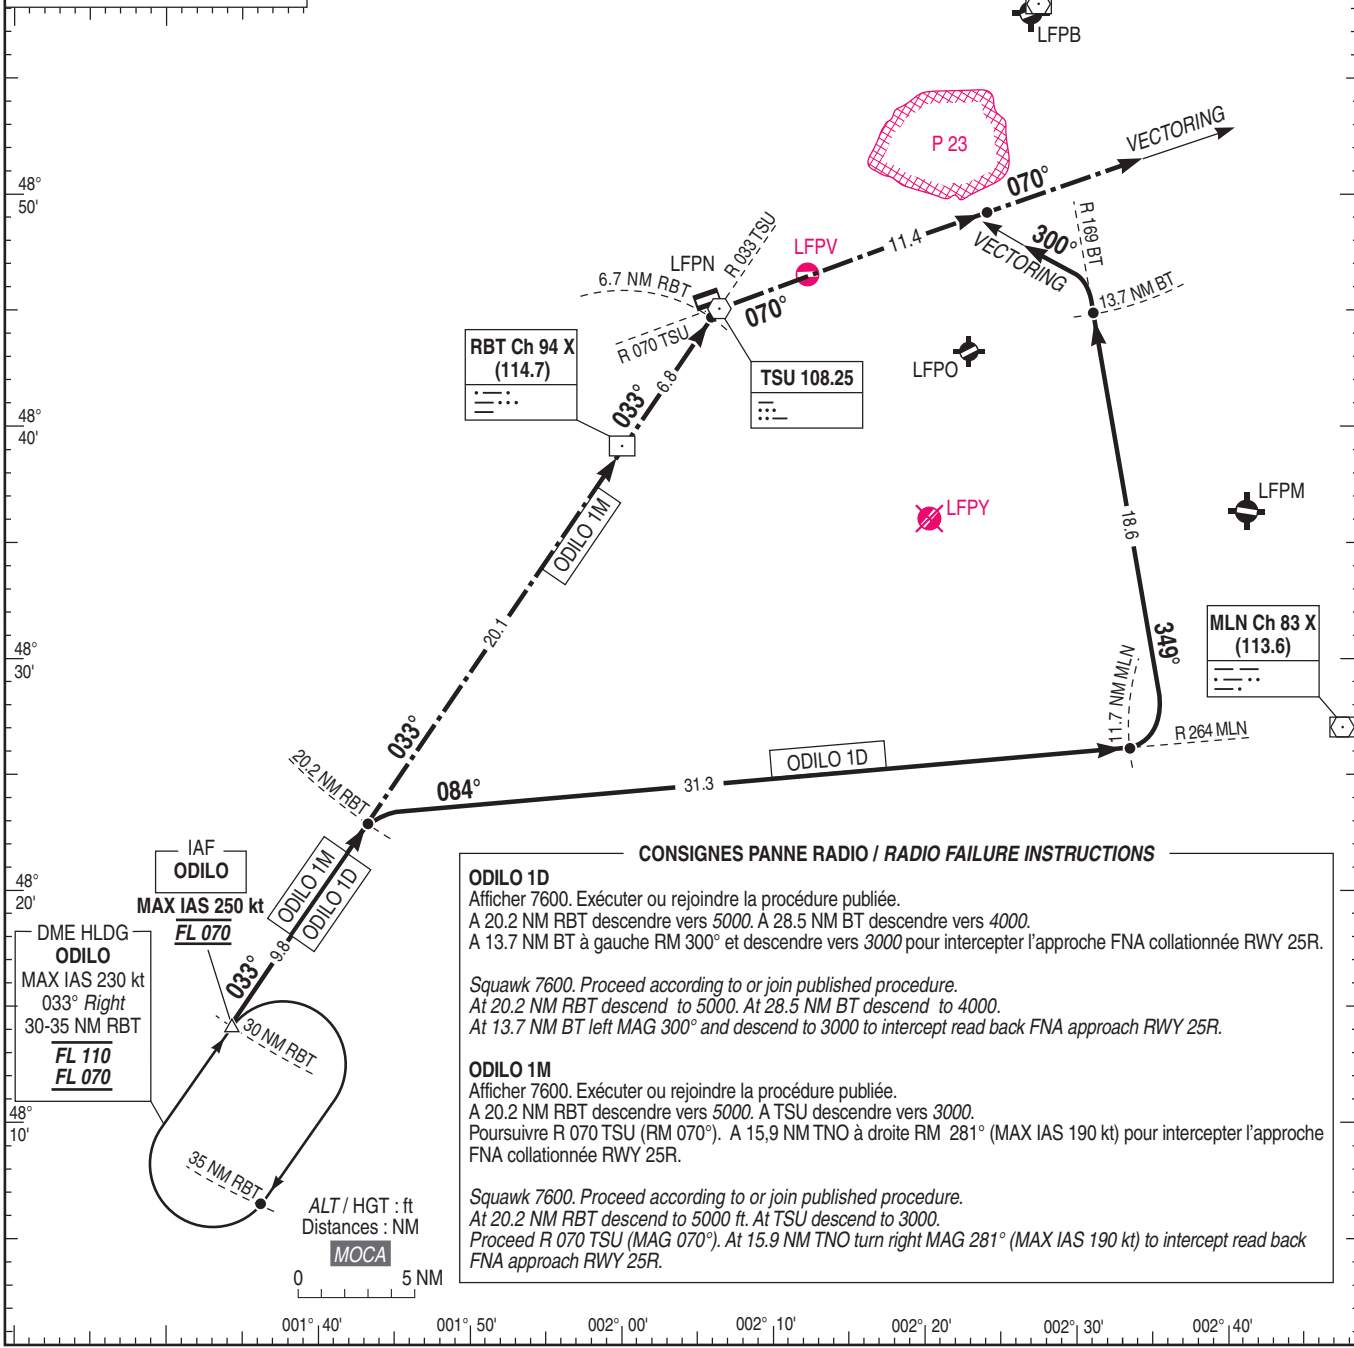 LFPB
P 23
VECTORING
48°
50'
070°
R 169 BT
R 033 TSU
LFPV
11.4
300°
VECTORING
LFPN
6.7 NM RBT
070°
13.7 NM BT
R 070 TSU
RBT Ch 94 X
(114.7)
TSU 108.25
LFPO
6.8
033°
48°
40'
LFPM
LFPY
ODILO 1M
18.6
20.1
MLN Ch 83 X
(113.6)
349°
48°
30'
11.7 NM MLN
R 264 MLN
033°
20.2 NM RBT
ODILO 1D
084°
31.3
IAF
ODILO
MAX IAS 250 kt
FL 070
ODILO 1M
ODILO 1D
48°
20'
9.8
033°
DME HLDG
ODILO
MAX IAS 230 kt
033° Right
30-35 NM RBT
FL 110
FL 070
30 NM RBT
48°
10'
35 NM RBT
CONSIGNES PANNE RADIO / RADIO FAILURE INSTRUCTIONS
ODILO 1D
Afficher 7600. Exécuter ou rejoindre la procédure publiée.
A 20.2 NM RBT descendre vers 5000. A 28.5 NM BT descendre vers 4000.
A 13.7 NM BT à gauche RM 300° et descendre vers 3000 pour intercepter l'approche FNA collationnée RWY 25R.
Squawk 7600. Proceed according to or join published procedure.
At 20.2 NM RBT descend to 5000. At 28.5 NM BT descend to 4000.
At 13.7 NM BT left MAG 300° and descend to 3000 to intercept read back FNA approach RWY 25R.
ODILO 1M
Afficher 7600. Exécuter ou rejoindre la procédure publiée.
A 20.2 NM RBT descendre vers 5000. A TSU descendre vers 3000.
Poursuivre R 070 TSU (RM 070°). A 15,9 NM TNO à droite RM 281° (MAX IAS 190 kt) pour intercepter l'approche
FNA collationnée RWY 25R.
Squawk 7600. Proceed according to or join published procedure.
At 20.2 NM RBT descend to 5000 ft. At TSU descend to 3000.
Proceed R 070 TSU (MAG 070°). At 15.9 NM TNO turn right MAG 281° (MAX IAS 190 kt) to intercept read back
FNA approach RWY 25R.
ALT / HGT : ft
Distances : NM
MOCA
0 5 NM
001° 40' 001° 50' 002° 00' 002° 10' 002° 20' 002° 30' 002° 40'